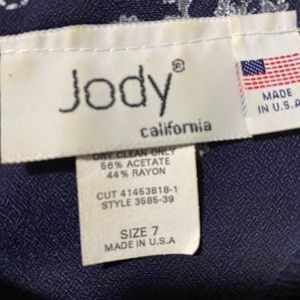 Jody®
california
MADE
IN U.S.A
DRY CLEAN ONLY
56% ACETATE
44% RAYON
CUT 41453818-1
STYLE 3585-39
SIZE 7
MADE IN U.S.A